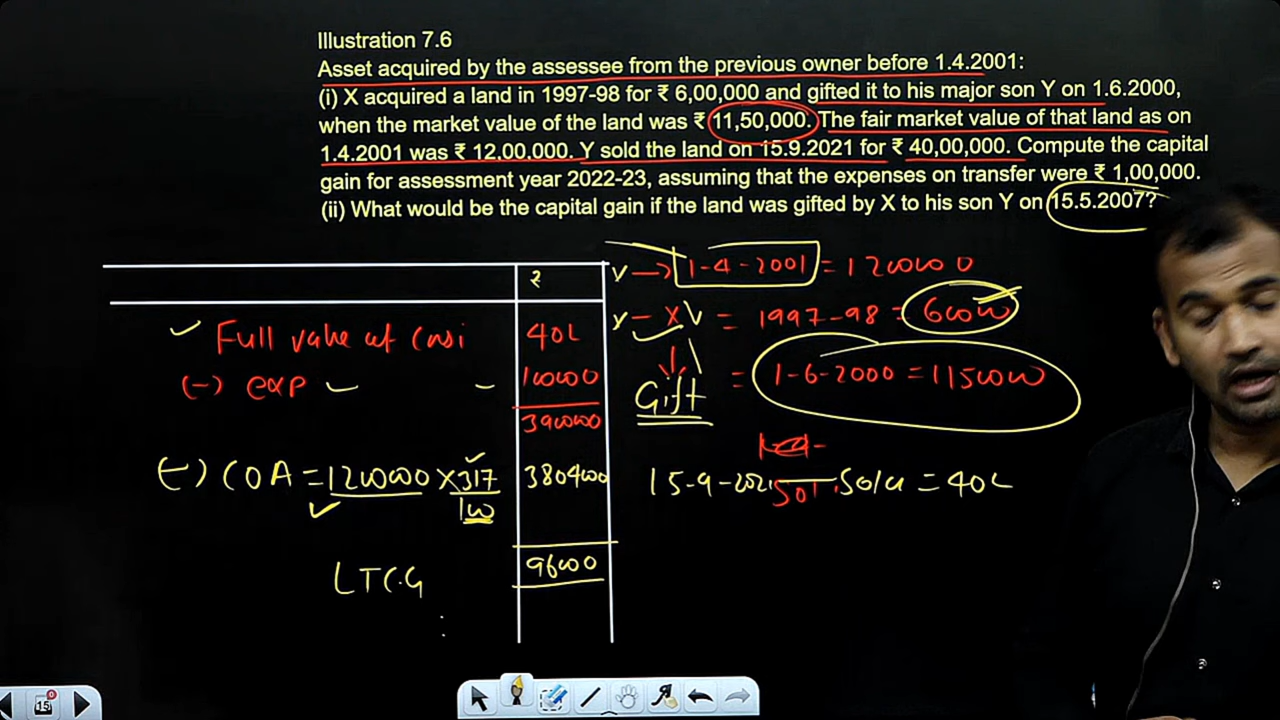 Illustration 7.6
Asset acquired by the assessee from the previous owner before 1.4.2001:
(i) X acquired a land in 1997-98 for ₹ 6,00,000 and gifted it to his major son Y on 1.6.2000,
when the market value of the land was ₹ 11,50,000. The fair market value of that land as on
1.4.2001 was ₹ 12,00,000. Y sold the land on 15.9.2021 for ₹ 40,00,000. Compute the capital
gain for assessment year 2022-23, assuming that the expenses on transfer were ₹ 1,00,000.
(ii) What would be the capital gain if the land was gifted by X to his son Y on 15.5.2007?
₹
1-4-2001 = 1200000
Full value of Consi 40L
X = 1997-98 = 600000
(-) exp 100000
Gift = 1-6-2000 = 1150000
3900000
(-) COA = 1200000 × 317 3804000
100
15-9-2021 Sold = 40L
LTCG 96000
15
0